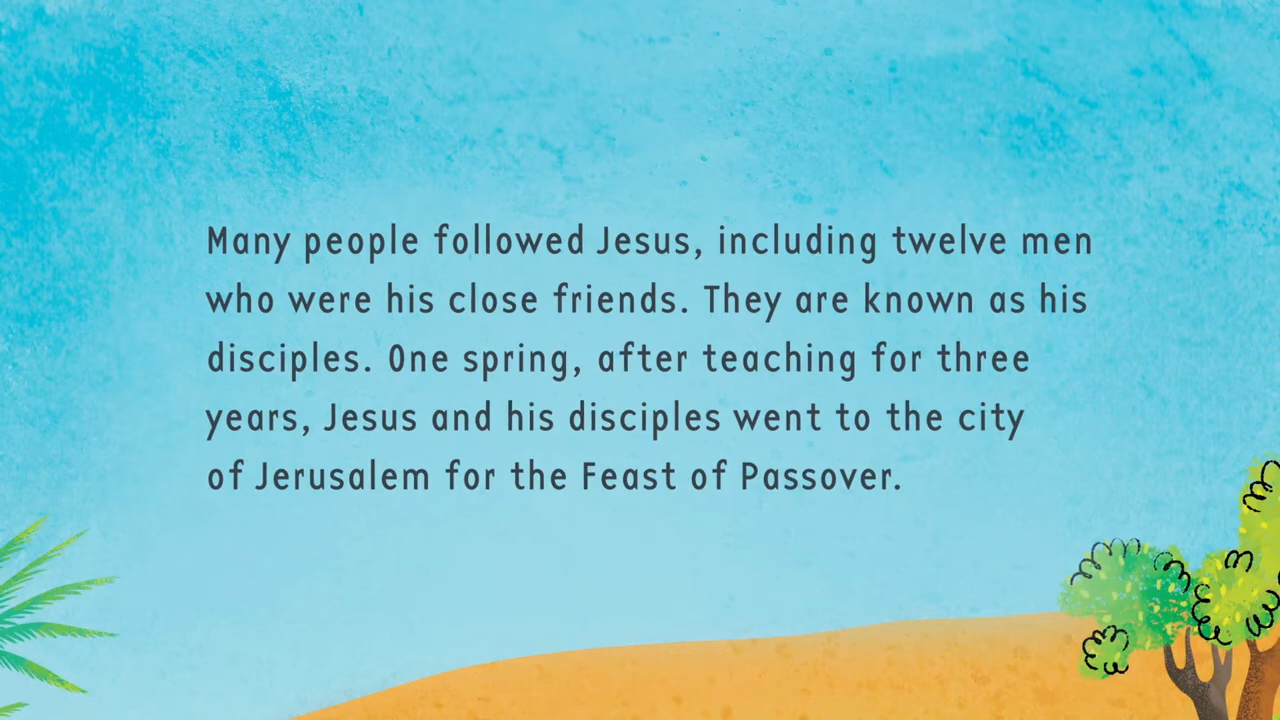 Many people followed Jesus, including twelve men
who were his close friends. They are known as his
disciples. One spring, after teaching for three
years, Jesus and his disciples went to the city
of Jerusalem for the Feast of Passover.